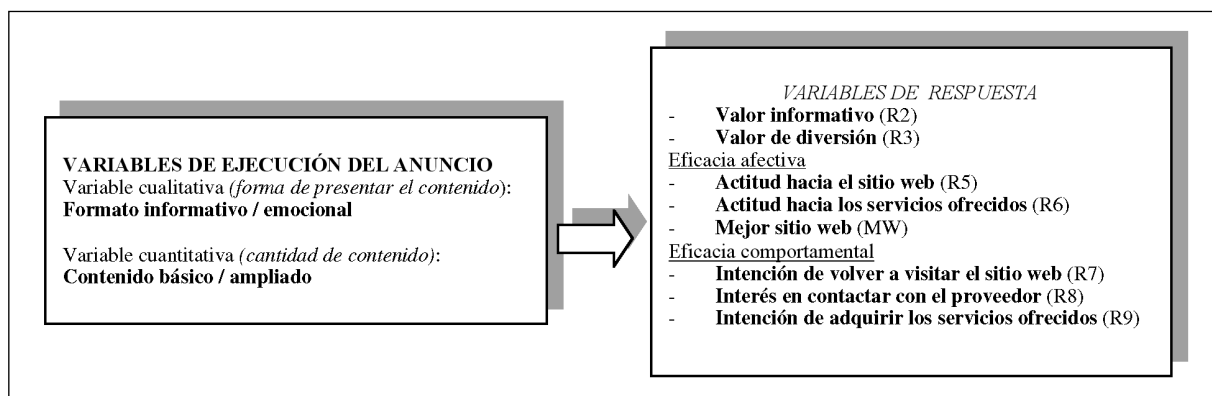 VARIABLES DE EJECUCIÓN DEL ANUNCIO
Variable cualitativa (forma de presentar el contenido):
Formato informativo / emocional
Variable cuantitativa (cantidad de contenido):
Contenido básico / ampliado
VARIABLES DE RESPUESTA
- Valor informativo (R2)
- Valor de diversión (R3)
Eficacia afectiva
- Actitud hacia el sitio web (R5)
- Actitud hacia los servicios ofrecidos (R6)
- Mejor sitio web (MW)
Eficacia comportamental
- Intención de volver a visitar el sitio web (R7)
- Interés en contactar con el proveedor (R8)
- Intención de adquirir los servicios ofrecidos (R9)